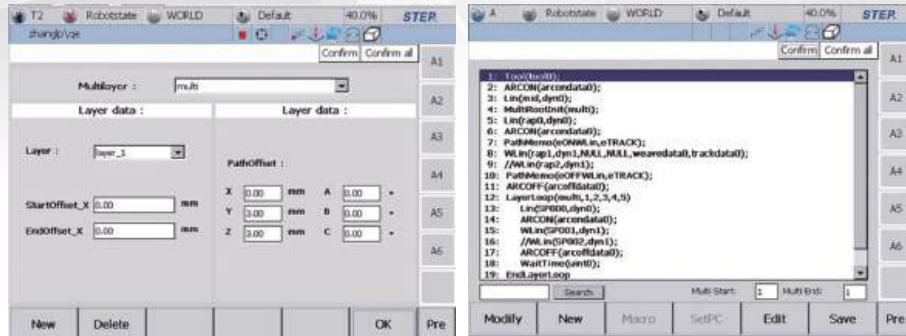 T2 Robotstate WORLD Default 40.0% STEP
Confirm Confirm all
Multilayer : multi
Layer data : Layer data :
Layer : layer_1
PathOffset :
X 0.00 mm A 0.00 °
StartOffset_X 0.00 mm
Y 3.00 mm B 0.00 °
EndOffset_X 0.00 mm
Z 3.00 mm C 0.00 °
A1
A2
A3
A4
A5
A6
New Delete OK Pre
A Robotstate WORLD Default 40.0% STEP
Confirm Confirm all
1: Tool(tool0);
2: ARCON(arcondata0);
3: Lin(mid,dyn0);
4: MultiRootInit(multi);
5: Lin(rap0,dyn0);
6: ARCON(arcondata0);
7: PathMemo(eONWLin,eTRACK);
8: WLin(rap1,dyn1,NULL,NULL,weavedata0,trackdata0);
9: //WLin(rap2,dyn1);
10: PathMemo(eOFFWLin,eTRACK);
11: ARCOFF(arcoffdata0);
12: LayerLoop(multi,1,2,3,4,5)
13: Lin(SP000,dyn0);
14: ARCON(arcondata0);
15: WLin(SP001,dyn1);
16: //WLin(SP002,dyn1);
17: ARCOFF(arcoffdata0);
18: WaitTime(uint0);
19: EndLayerLoop
Search Multi Start: 1 Multi End: 1
A1
A2
A3
A4
A5
A6
Modify New Macro SetPC Edit Save Pre